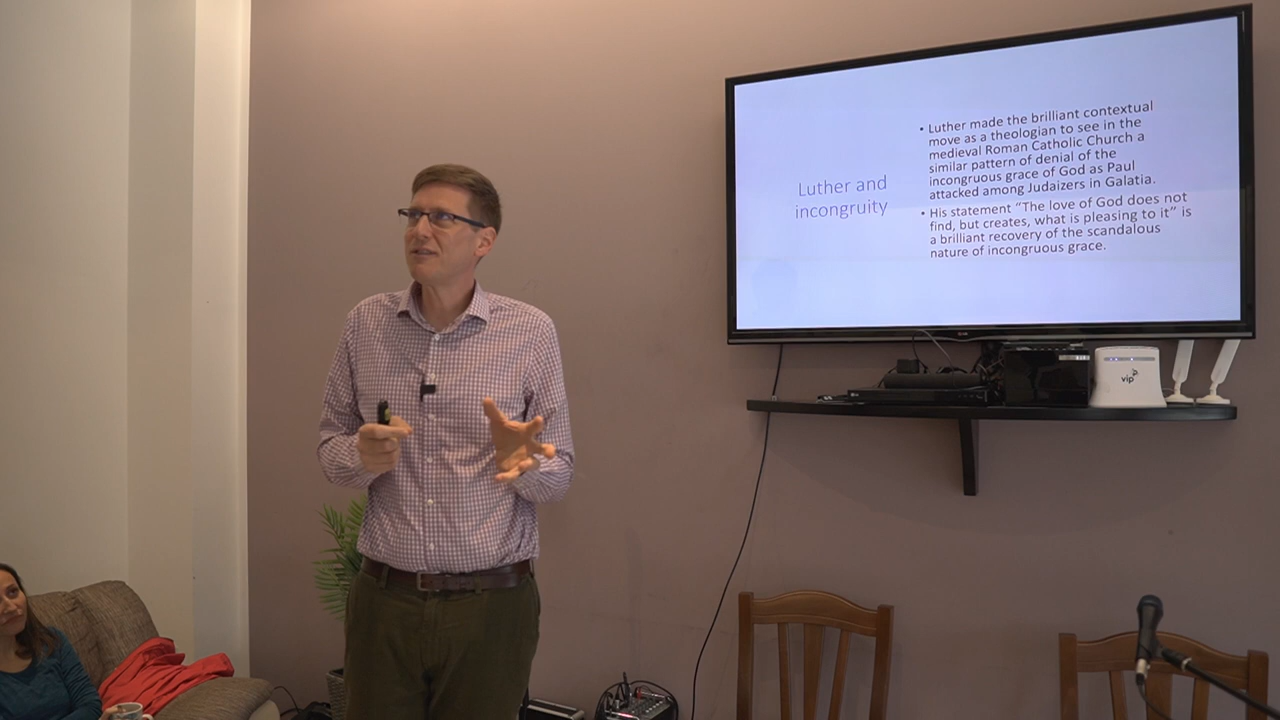 Luther and
incongruity
• Luther made the brilliant contextual
move as a theologian to see in the
medieval Roman Catholic Church a
similar pattern of denial of the
incongruous grace of God as Paul
attacked among Judaizers in Galatia.
• His statement “The love of God does not
find, but creates, what is pleasing to it” is
a brilliant recovery of the scandalous
nature of incongruous grace.
vip